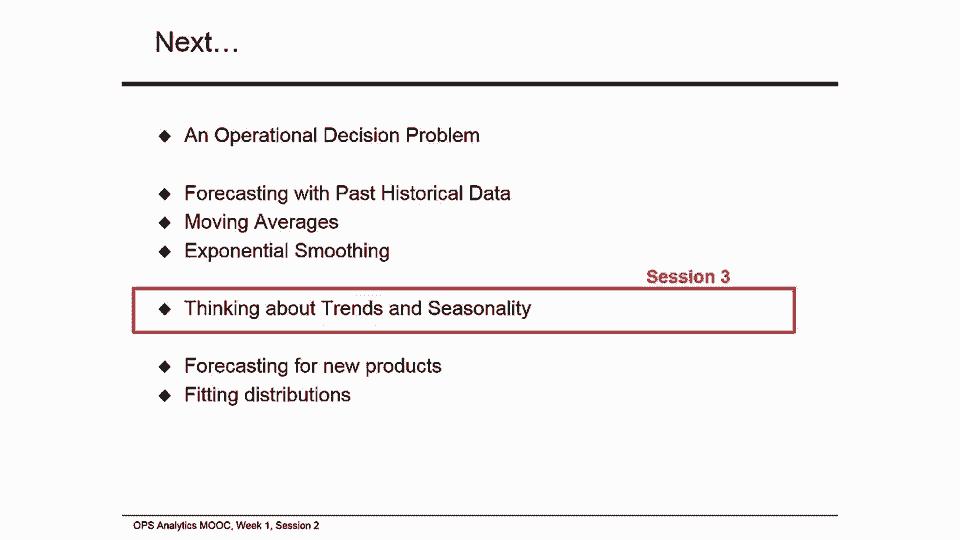 Next…
◆ An Operational Decision Problem
◆ Forecasting with Past Historical Data
◆ Moving Averages
◆ Exponential Smoothing
Session 3
◆ Thinking about Trends and Seasonality
◆ Forecasting for new products
◆ Fitting distributions
OPS Analytics MOOC, Week 1, Session 2